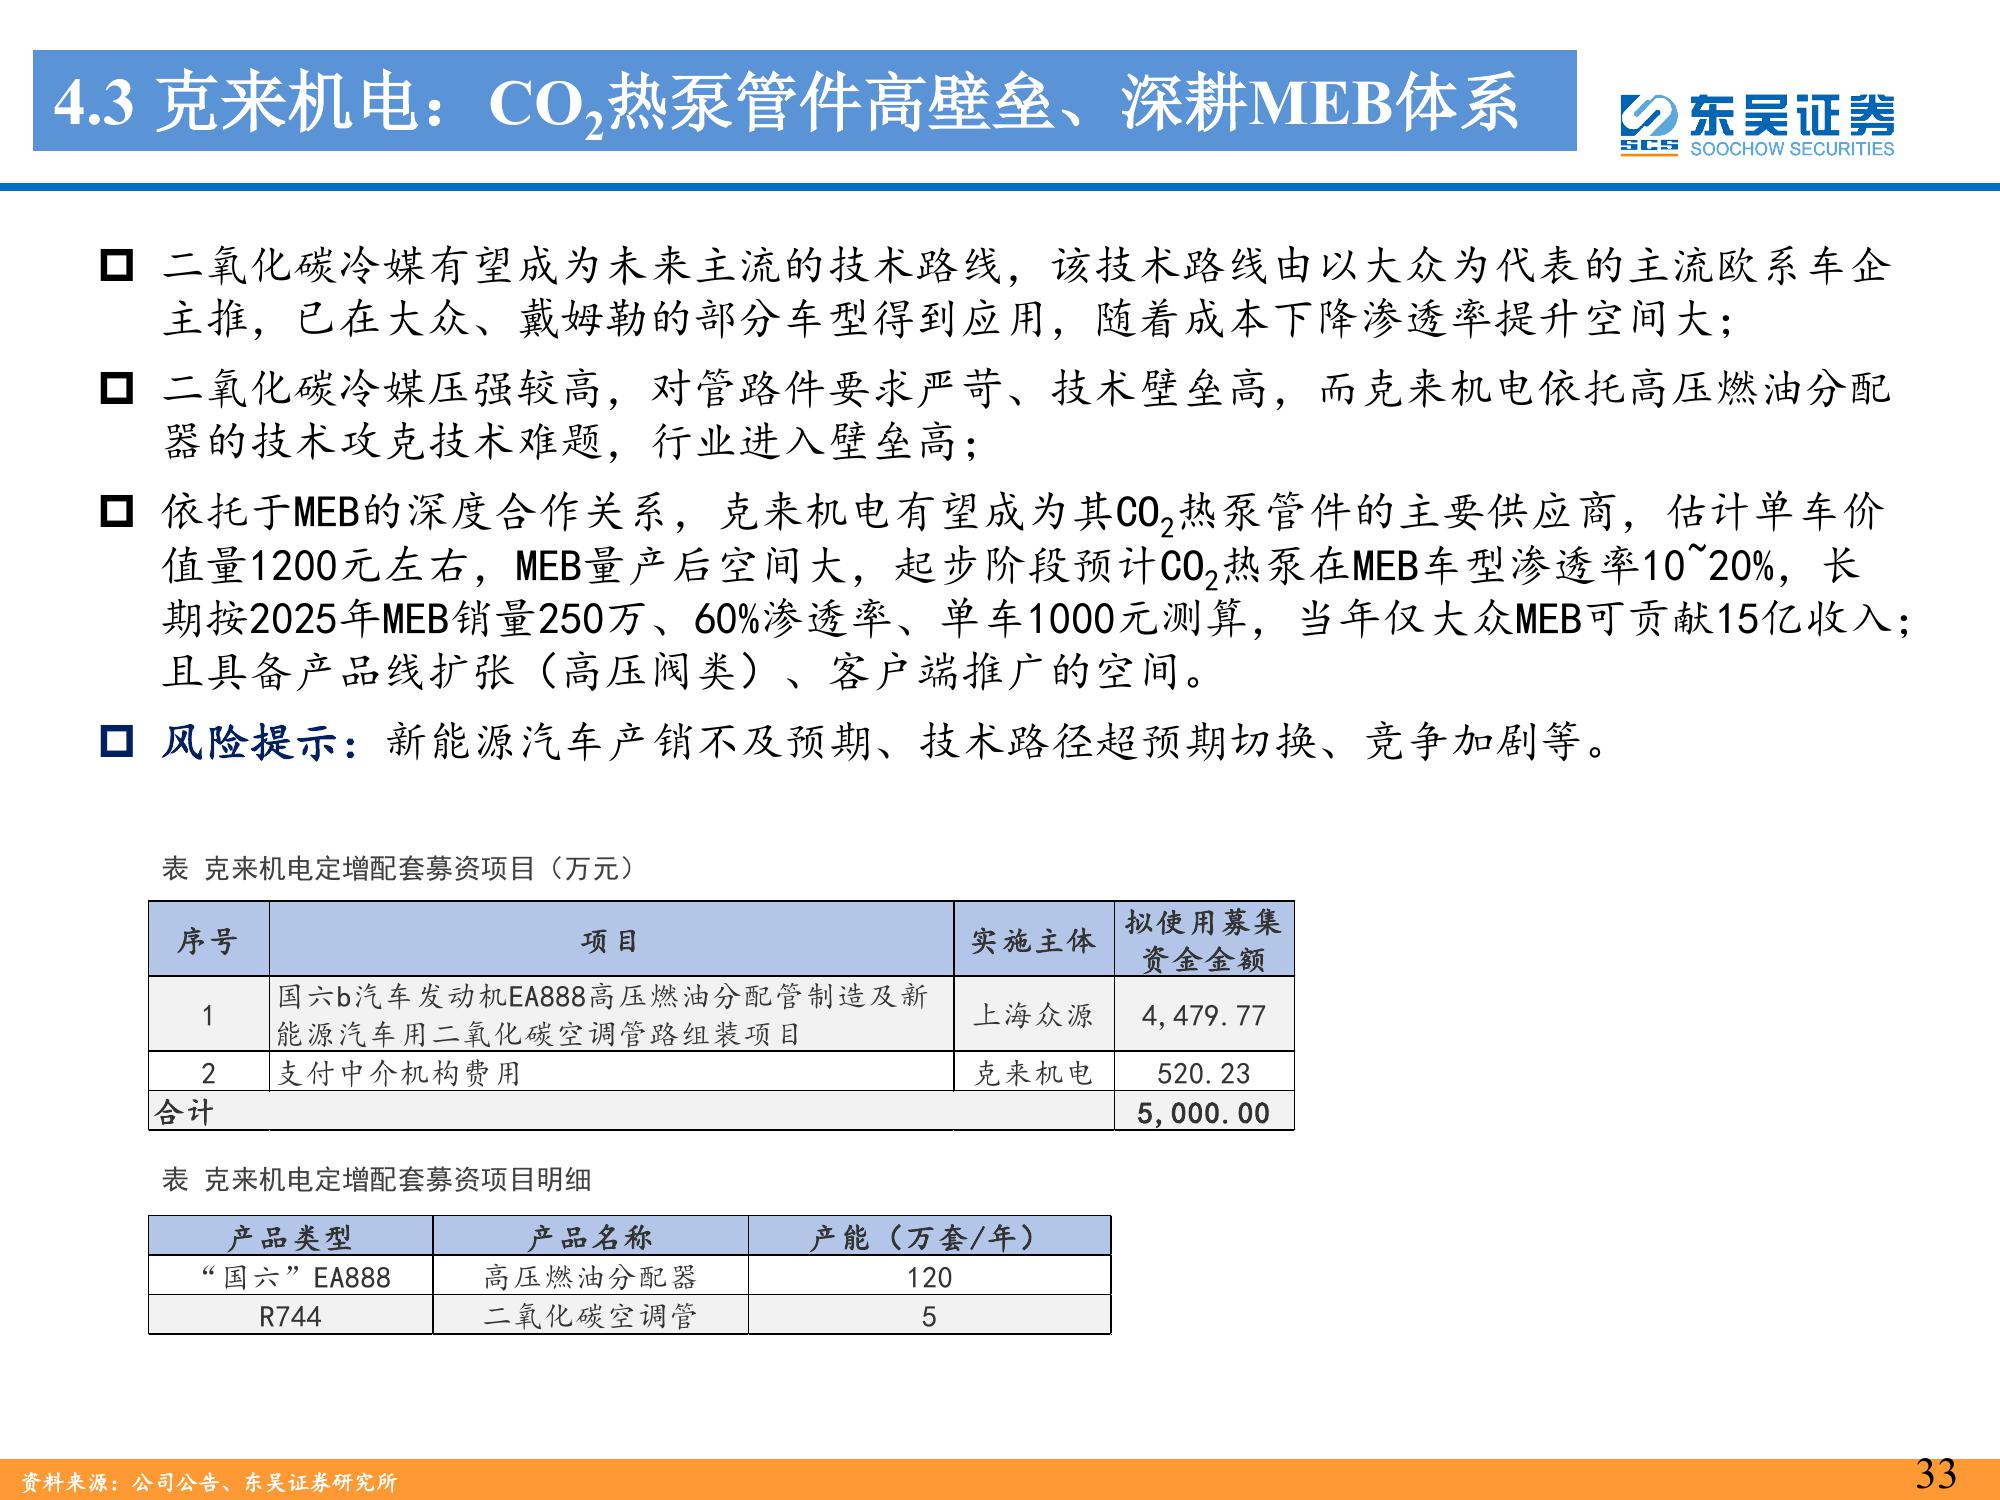 4.3 克来机电：CO₂热泵管件高壁垒、深耕MEB体系
东吴证券
SCS SOOCHOW SECURITIES
二氧化碳冷媒有望成为未来主流的技术路线，该技术路线由以大众为代表的主流欧系车企
主推，已在大众、戴姆勒的部分车型得到应用，随着成本下降渗透率提升空间大；
二氧化碳冷媒压强较高，对管路件要求严苛、技术壁垒高，而克来机电依托高压燃油分配
器的技术攻克技术难题，行业进入壁垒高；
依托于MEB的深度合作关系，克来机电有望成为其CO₂热泵管件的主要供应商，估计单车价
值量1200元左右，MEB量产后空间大，起步阶段预计CO₂热泵在MEB车型渗透率10~20%，长
期按2025年MEB销量250万、60%渗透率、单车1000元测算，当年仅大众MEB可贡献15亿收入；
且具备产品线扩张（高压阀类）、客户端推广的空间。
风险提示：新能源汽车产销不及预期、技术路径超预期切换、竞争加剧等。
表 克来机电定增配套募资项目（万元）
序号 项目 实施主体 拟使用募集
资金金额
1 国六b汽车发动机EA888高压燃油分配管制造及新
能源汽车用二氧化碳空调管路组装项目 上海众源 4,479.77
2 支付中介机构费用 克来机电 520.23
合计 5,000.00
表 克来机电定增配套募资项目明细
产品类型 产品名称 产能（万套/年）
“国六”EA888 高压燃油分配器 120
R744 二氧化碳空调管 5
资料来源：公司公告、东吴证券研究所
33